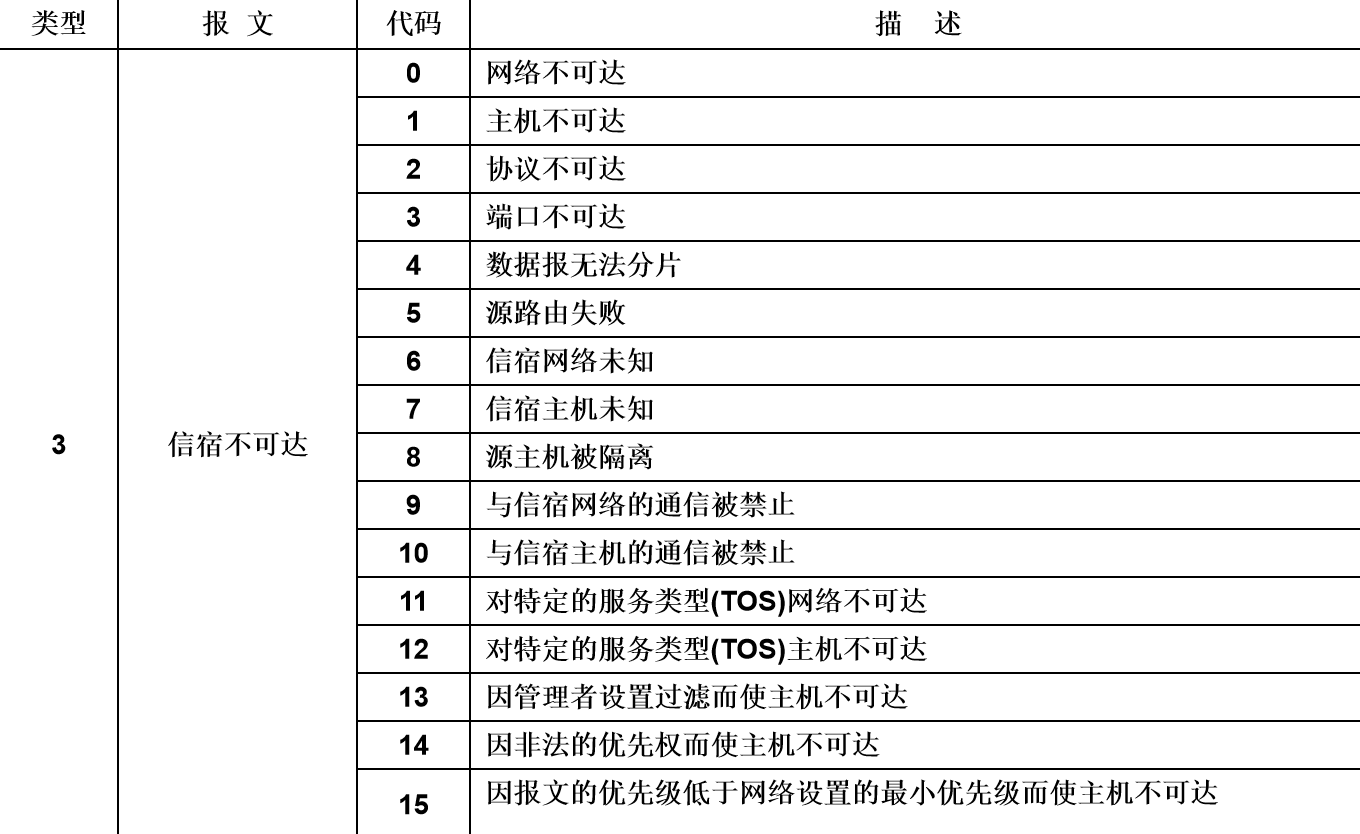 类型 报 文 代码 描 述
0 网络不可达
1 主机不可达
2 协议不可达
3 端口不可达
4 数据报无法分片
5 源路由失败
6 信宿网络未知
7 信宿主机未知
3 信宿不可达
8 源主机被隔离
9 与信宿网络的通信被禁止
10 与信宿主机的通信被禁止
11 对特定的服务类型(TOS)网络不可达
12 对特定的服务类型(TOS)主机不可达
13 因管理者设置过滤而使主机不可达
14 因非法的优先权而使主机不可达
15 因报文的优先级低于网络设置的最小优先级而使主机不可达